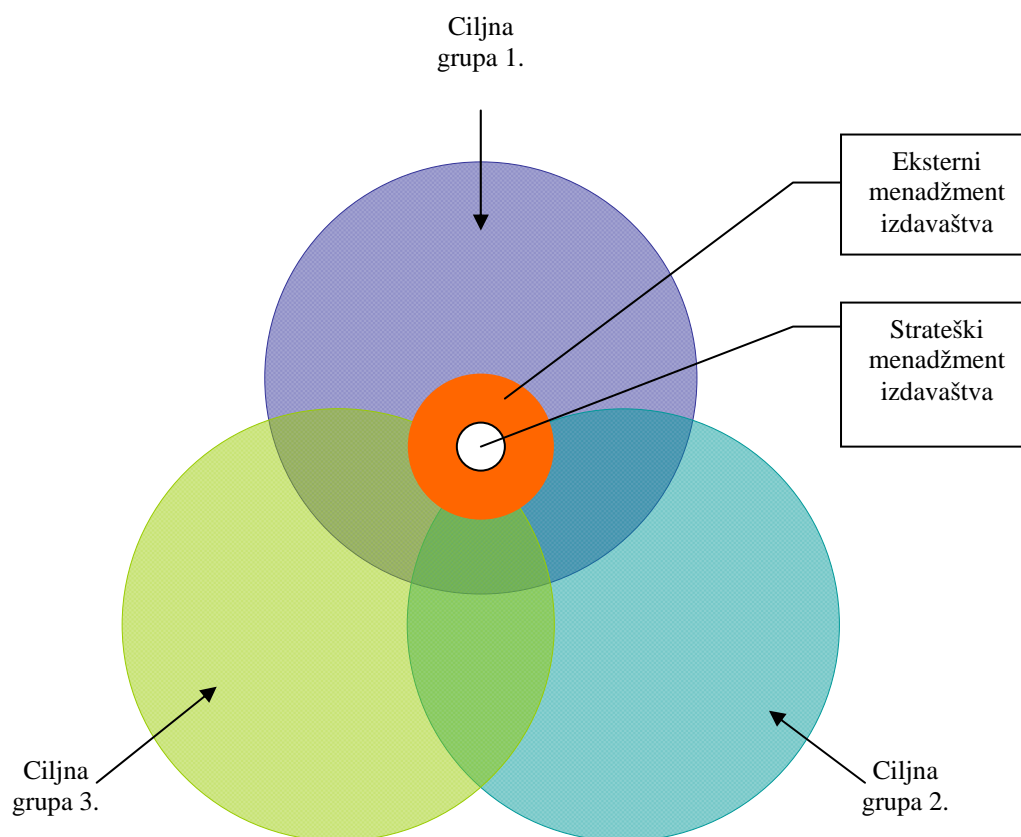 Ciljna
grupa 1.
Eksterni
menadžment
izdavaštva
Strateški
menadžment
izdavaštva
Ciljna
grupa 3.
Ciljna
grupa 2.